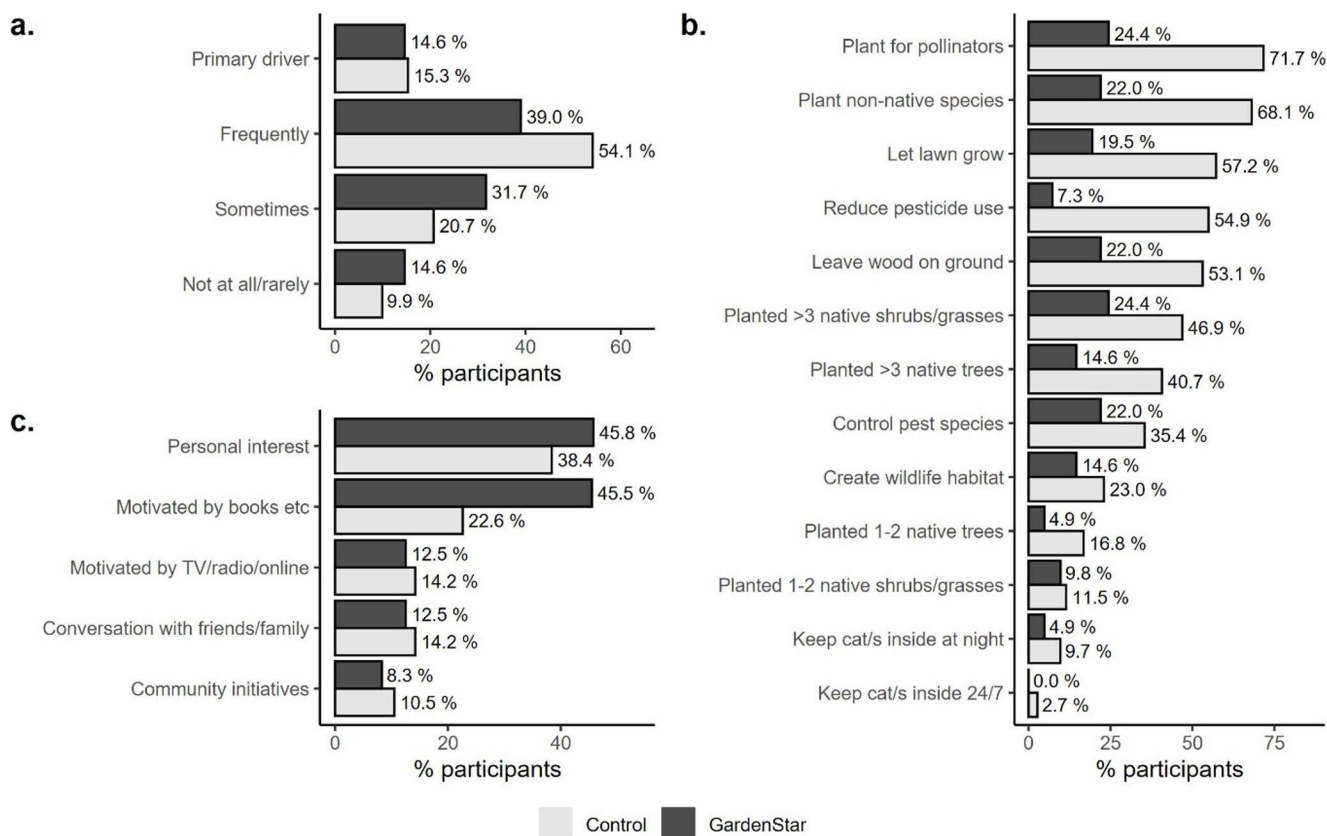 a.
Primary driver
14.6 %
15.3 %
Frequently
39.0 %
54.1 %
Sometimes
31.7 %
20.7 %
Not at all/rarely
14.6 %
9.9 %
0 20 40 60
% participants
b.
Plant for pollinators
24.4 %
71.7 %
Plant non-native species
22.0 %
68.1 %
Let lawn grow
19.5 %
57.2 %
Reduce pesticide use
7.3 %
54.9 %
Leave wood on ground
22.0 %
53.1 %
Planted >3 native shrubs/grasses
24.4 %
46.9 %
Planted >3 native trees
14.6 %
40.7 %
Control pest species
22.0 %
35.4 %
Create wildlife habitat
14.6 %
23.0 %
Planted 1-2 native trees
4.9 %
16.8 %
Planted 1-2 native shrubs/grasses
9.8 %
11.5 %
Keep cat/s inside at night
4.9 %
9.7 %
Keep cat/s inside 24/7
0.0 %
2.7 %
0 25 50 75
% participants
c.
Personal interest
45.8 %
38.4 %
Motivated by books etc
45.5 %
22.6 %
Motivated by TV/radio/online
12.5 %
14.2 %
Conversation with friends/family
12.5 %
14.2 %
Community initiatives
8.3 %
10.5 %
0 20 40
% participants
Control GardenStar